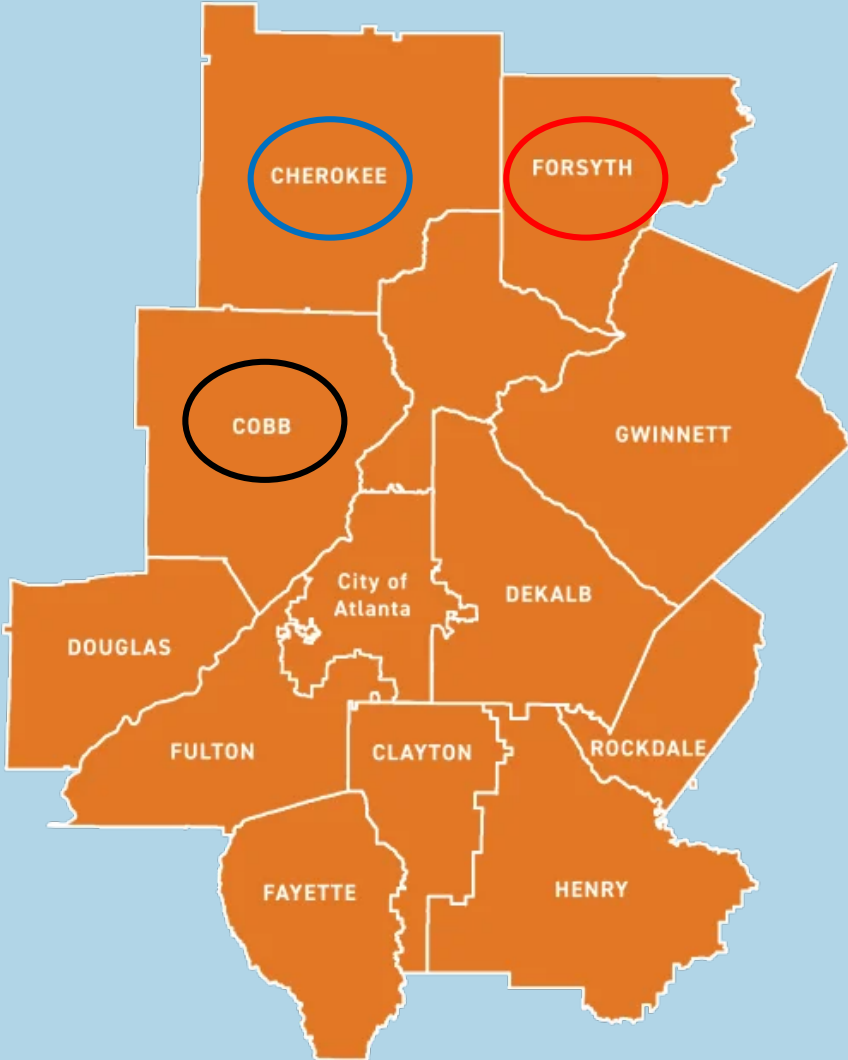 CHEROKEE
FORSYTH
COBB
GWINNETT
City of
Atlanta
DEKALB
DOUGLAS
FULTON
CLAYTON
ROCKDALE
FAYETTE
HENRY